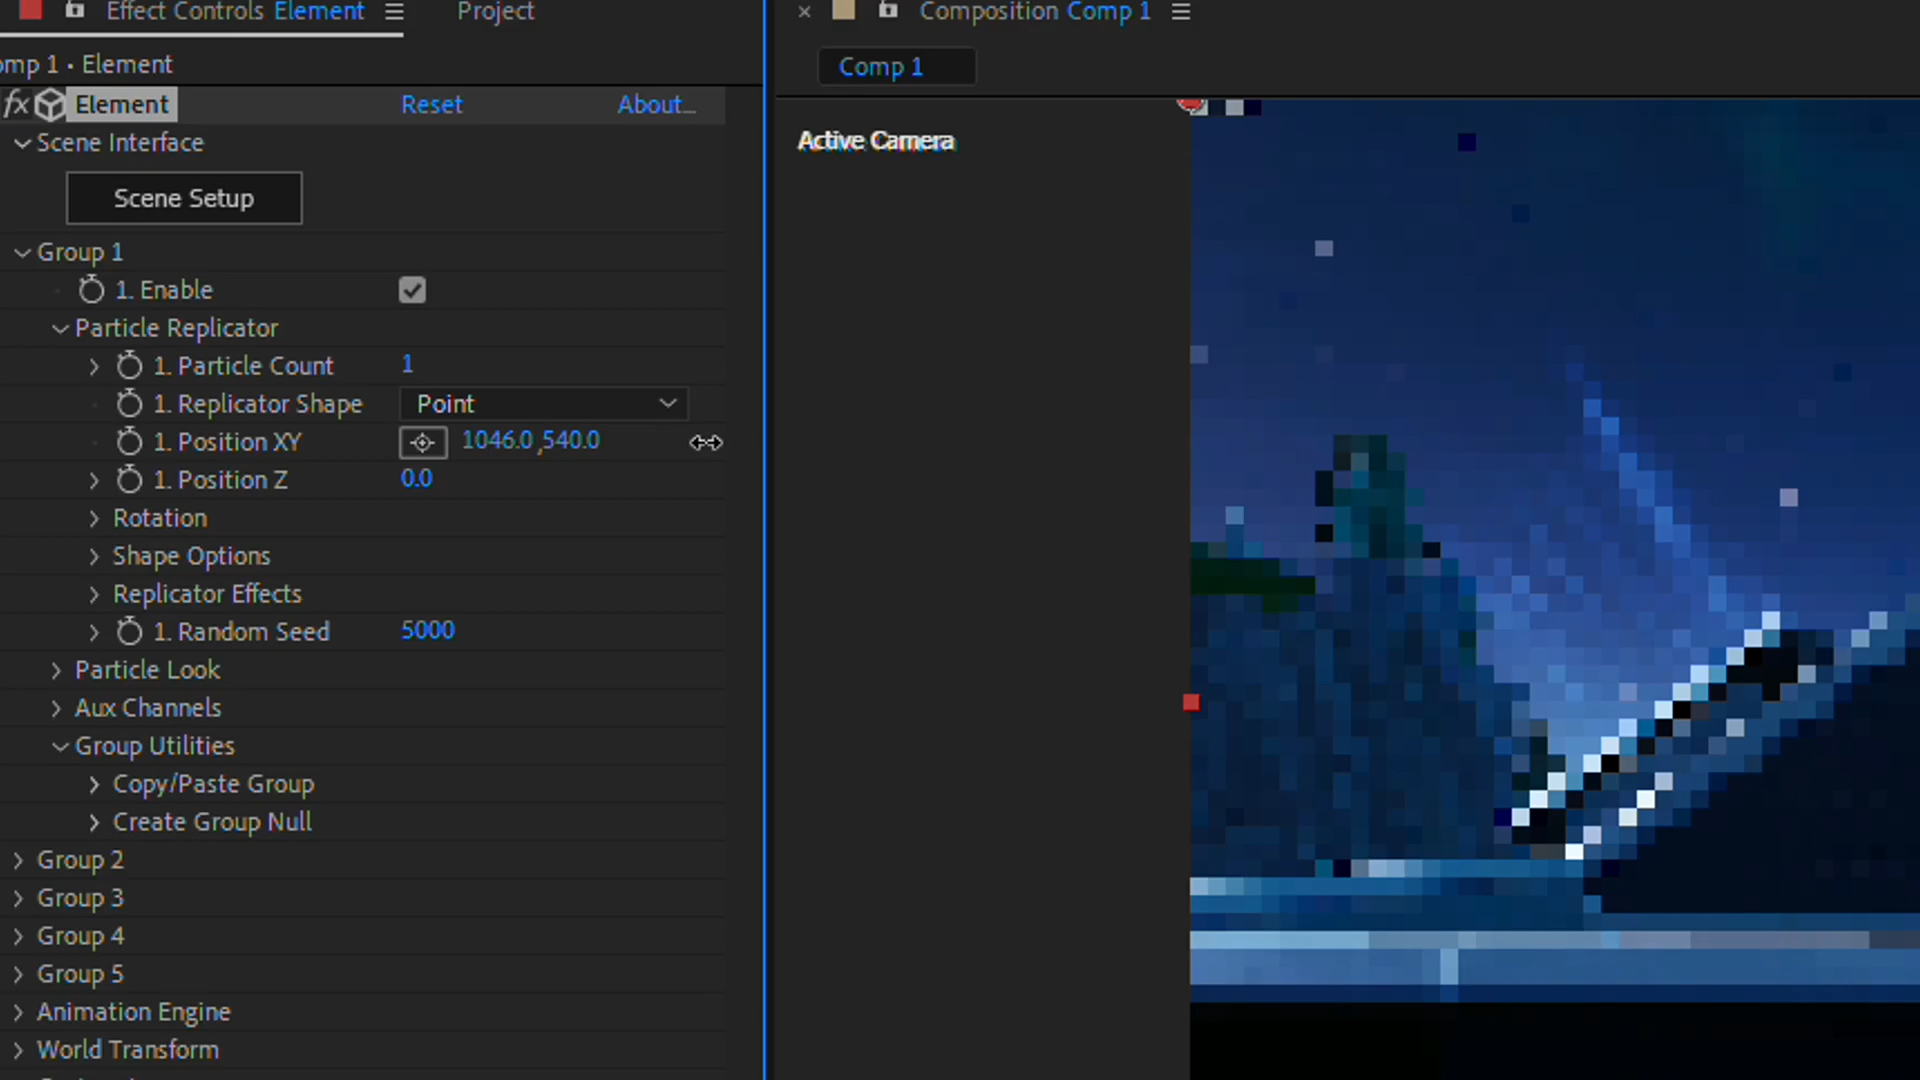 Effect Controls Element
Project
Composition Comp 1
omp 1 • Element
Comp 1
fx Element
Reset
About...
Scene Interface
Active Camera
Scene Setup
Group 1
1. Enable
Particle Replicator
1. Particle Count
1
1. Replicator Shape
Point
1. Position XY
1046.0,540.0
1. Position Z
0.0
Rotation
Shape Options
Replicator Effects
1. Random Seed
5000
Particle Look
Aux Channels
Group Utilities
Copy/Paste Group
Create Group Null
Group 2
Group 3
Group 4
Group 5
Animation Engine
World Transform